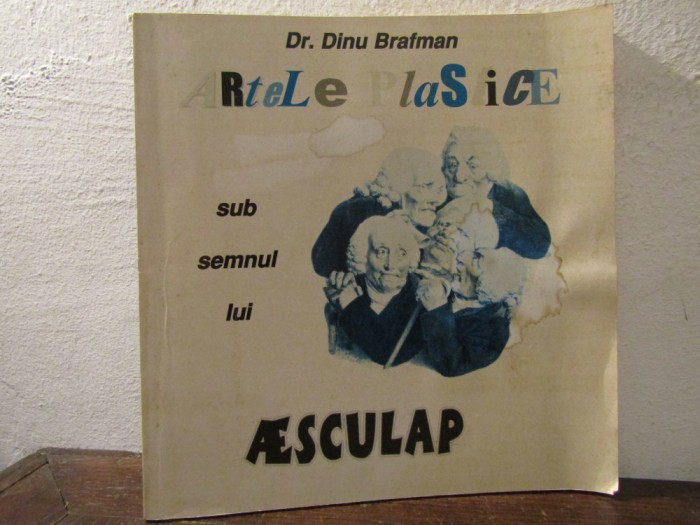 Dr. Dinu Brafman
ARteLe PlaSTiCE
sub
semnul
lui
ÆSCULAP